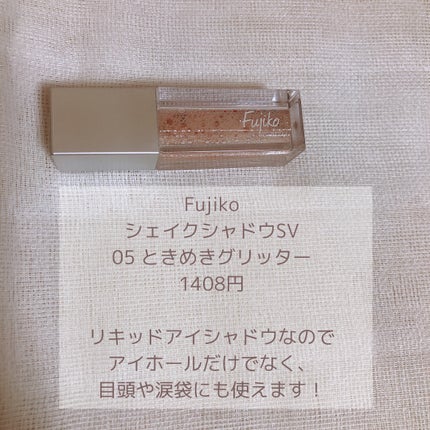 Fujiko
Fujiko
シェイクシャドウSV
05 ときめきグリッター
1408円
リキッドアイシャドウなので
アイホールだけでなく、
目頭や涙袋にも使えます！